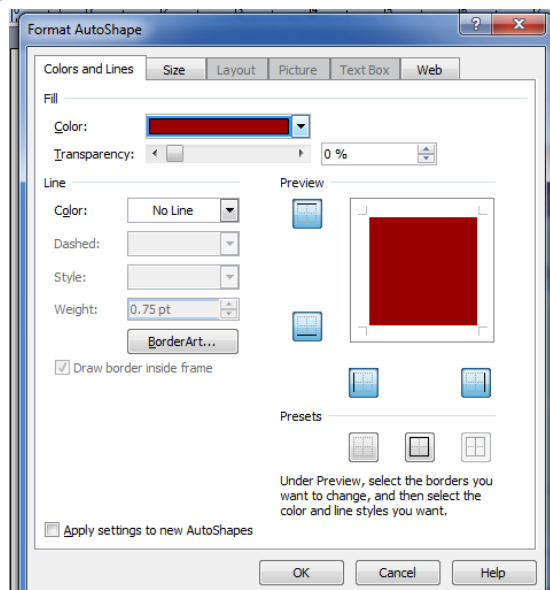 Format AutoShape
Colors and Lines Size Layout Picture Text Box Web
Fill
Color:
Transparency: 0 %
Line Preview
Color: No Line
Dashed:
Style:
Weight: 0.75 pt
BorderArt...
Draw border inside frame
Presets
Under Preview, select the borders you
want to change, and then select the
color and line styles you want.
Apply settings to new AutoShapes
OK Cancel Help